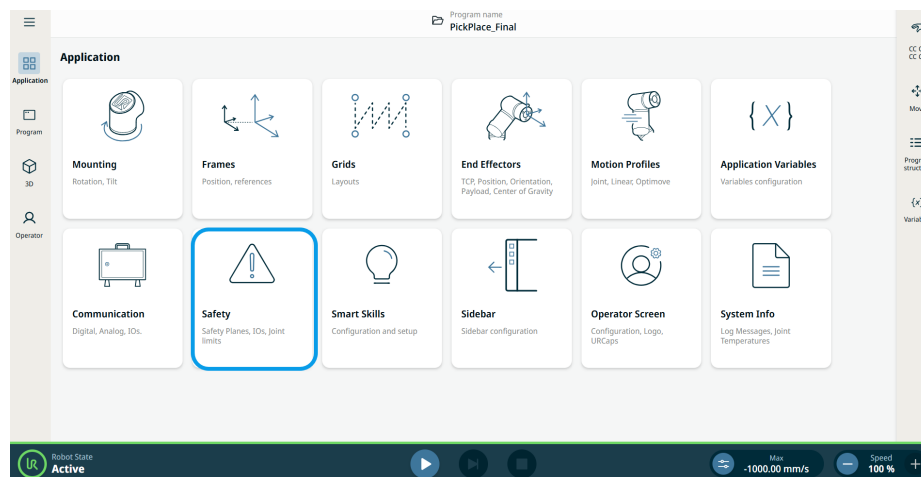 Program name
PickPlace_Final
Application
Application
Program
3D
Operator
Mounting
Rotation, Tilt
Frames
Position, references
Grids
Layouts
End Effectors
TCP, Position, Orientation,
Payload, Center of Gravity
Motion Profiles
Joint, Linear, Optimove
{X}
Application Variables
Variables configuration
Communication
Digital, Analog, IOs.
Safety
Safety Planes, IOs, Joint
limits
Smart Skills
Configuration and setup
Sidebar
Sidebar configuration
Operator Screen
Configuration, Logo,
URCaps
System Info
Log Messages, Joint
Temperatures
CC
CC
{x}
UR
Robot State
Active
Max
-1000.00 mm/s
Speed
100 %